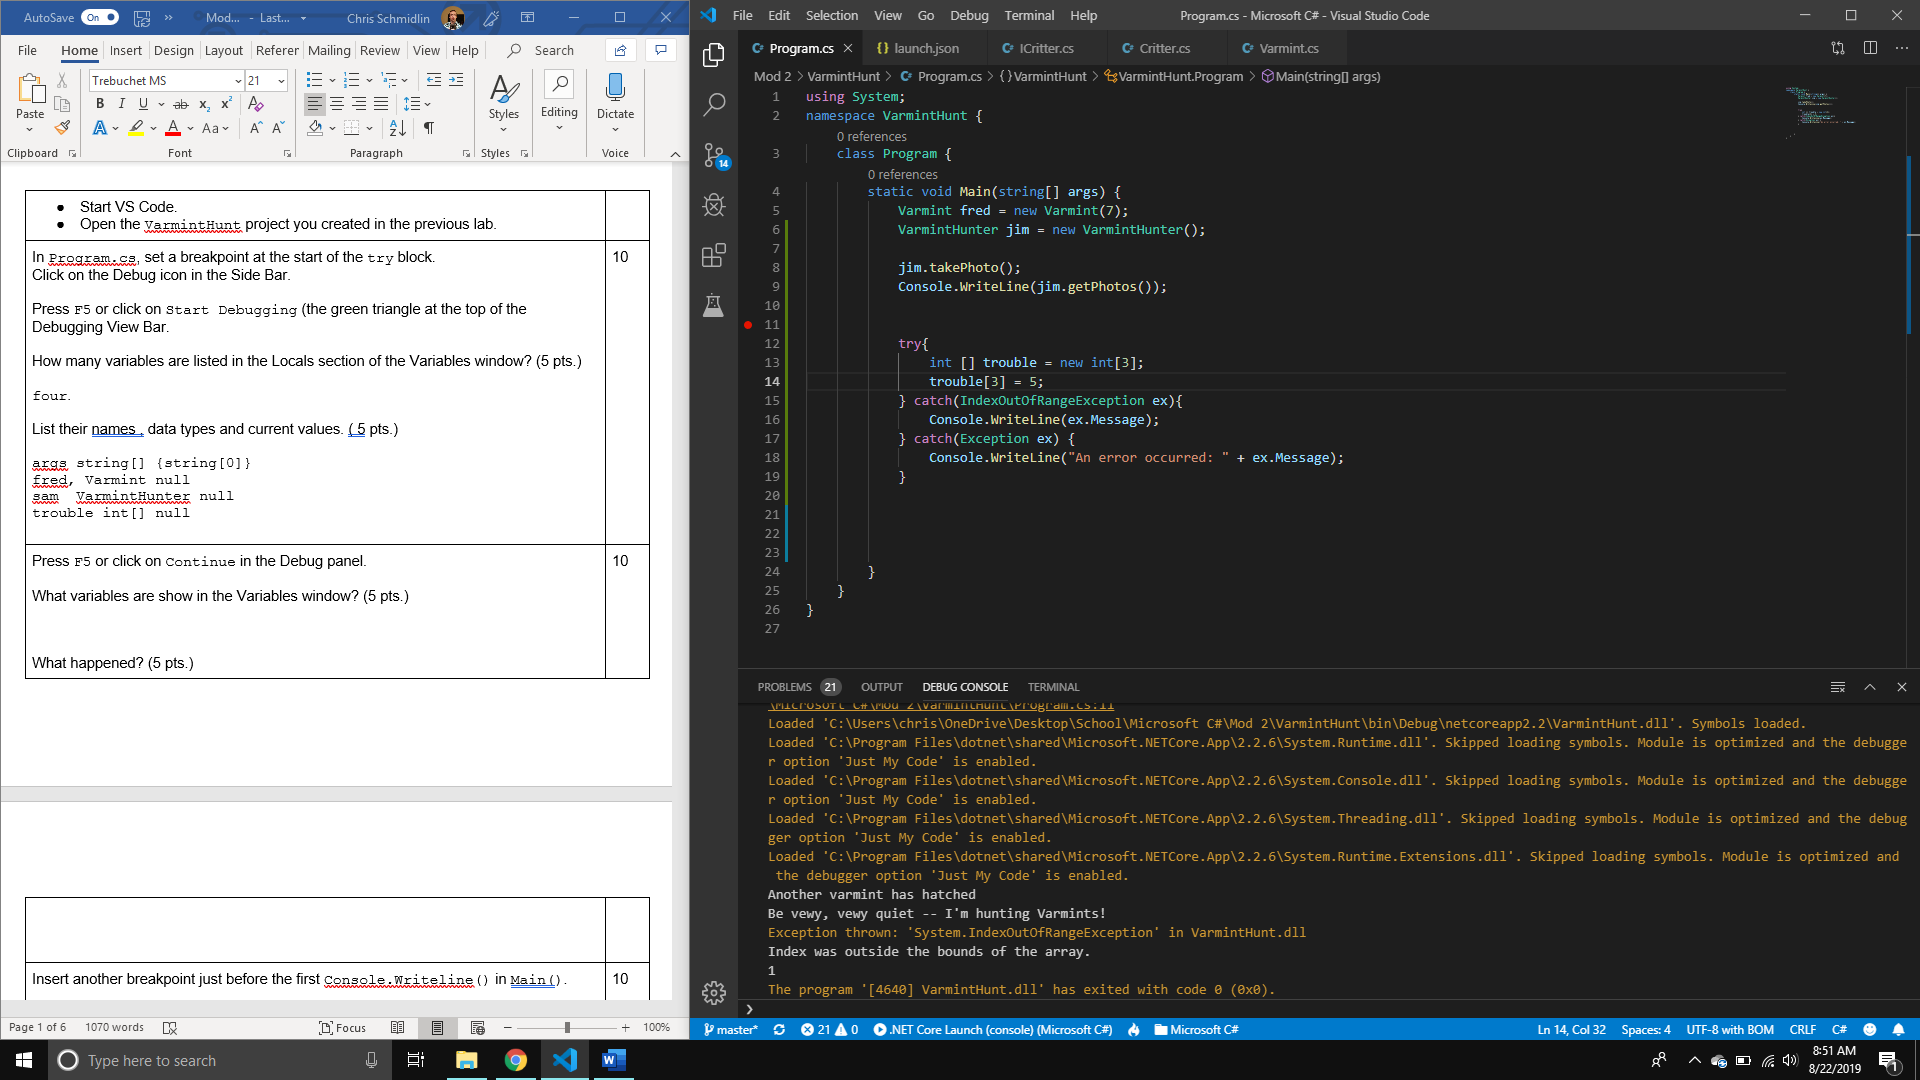 AutoSave On Mod... - Last... Chris Schmidlin
File Home Insert Design Layout Referer Mailing Review View Help Search
Trebuchet MS 21
Paste
B I U ab x₂ x²
A Aa A A
Styles Editing Dictate
Clipboard Font Paragraph Styles Voice
Start VS Code.
Open the VarmintHunt project you created in the previous lab.
In Program.cs, set a breakpoint at the start of the try block. 10
Click on the Debug icon in the Side Bar.
Press F5 or click on Start Debugging (the green triangle at the top of the
Debugging View Bar.
How many variables are listed in the Locals section of the Variables window? (5 pts.)
four.
List their names , data types and current values. ( 5 pts.)
args string[] {string[0]}
fred, Varmint null
sam VarmintHunter null
trouble int[] null
Press F5 or click on Continue in the Debug panel. 10
What variables are show in the Variables window? (5 pts.)
What happened? (5 pts.)
Insert another breakpoint just before the first Console.Writeline() in Main(). 10
Page 1 of 6 1070 words Focus 100%
File Edit Selection View Go Debug Terminal Help Program.cs - Microsoft C# - Visual Studio Code
Program.cs launch.json ICritter.cs Critter.cs Varmint.cs
Mod 2 > VarmintHunt > Program.cs > {} VarmintHunt > VarmintHunt.Program > Main(string[] args)
14
1 using System;
2 namespace VarmintHunt {
0 references
3 class Program {
0 references
4 static void Main(string[] args) {
5 Varmint fred = new Varmint(7);
6 VarmintHunter jim = new VarmintHunter();
7
8 jim.takePhoto();
9 Console.WriteLine(jim.getPhotos());
10
11
12 try{
13 int [] trouble = new int[3];
14 trouble[3] = 5;
15 } catch(IndexOutOfRangeException ex){
16 Console.WriteLine(ex.Message);
17 } catch(Exception ex) {
18 Console.WriteLine("An error occurred: " + ex.Message);
19 }
20
21
22
23
24 }
25 }
26 }
27
PROBLEMS 21 OUTPUT DEBUG CONSOLE TERMINAL
\Microsoft C#\Mod 2\VarmintHunt\Program.cs:11
Loaded 'C:\Users\chris\OneDrive\Desktop\School\Microsoft C#\Mod 2\VarmintHunt\bin\Debug\netcoreapp2.2\VarmintHunt.dll'. Symbols loaded.
Loaded 'C:\Program Files\dotnet\shared\Microsoft.NETCore.App\2.2.6\System.Runtime.dll'. Skipped loading symbols. Module is optimized and the debugge
r option 'Just My Code' is enabled.
Loaded 'C:\Program Files\dotnet\shared\Microsoft.NETCore.App\2.2.6\System.Console.dll'. Skipped loading symbols. Module is optimized and the debugge
r option 'Just My Code' is enabled.
Loaded 'C:\Program Files\dotnet\shared\Microsoft.NETCore.App\2.2.6\System.Threading.dll'. Skipped loading symbols. Module is optimized and the debug
ger option 'Just My Code' is enabled.
Loaded 'C:\Program Files\dotnet\shared\Microsoft.NETCore.App\2.2.6\System.Runtime.Extensions.dll'. Skipped loading symbols. Module is optimized and
the debugger option 'Just My Code' is enabled.
Another varmint has hatched
Be vewy, vewy quiet -- I'm hunting Varmints!
Exception thrown: 'System.IndexOutOfRangeException' in VarmintHunt.dll
Index was outside the bounds of the array.
1
The program '[4640] VarmintHunt.dll' has exited with code 0 (0x0).
master* 21 0 .NET Core Launch (console) (Microsoft C#) Microsoft C# Ln 14, Col 32 Spaces: 4 UTF-8 with BOM CRLF C#
Type here to search 8:51 AM
8/22/2019 1